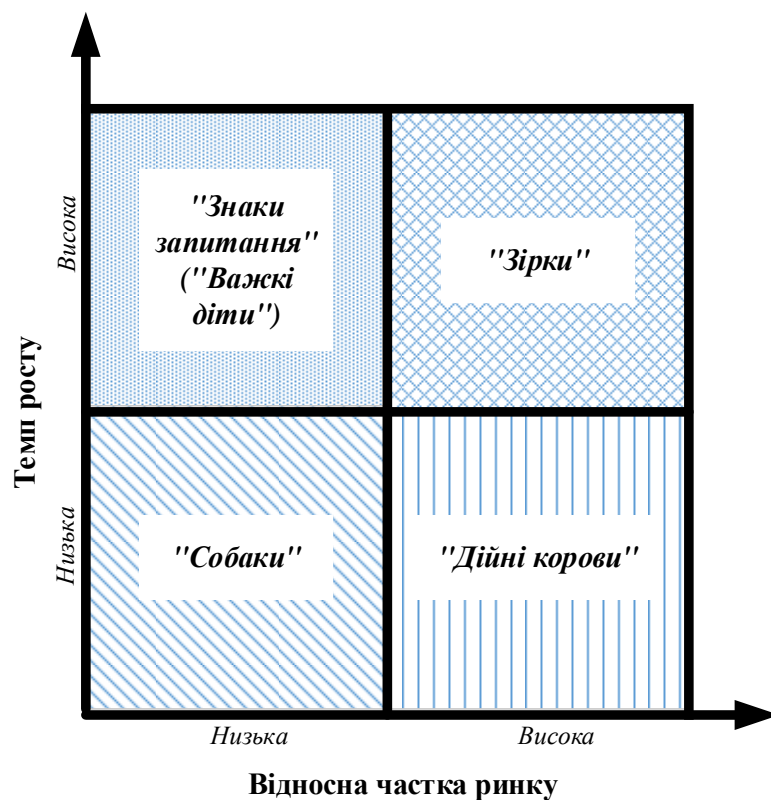 Темп росту
Висока
Низька
"Знаки
запитання"
("Важкі
діти")
"Зірки"
"Собаки"
"Дійні корови"
Низька
Висока
Відносна частка ринку